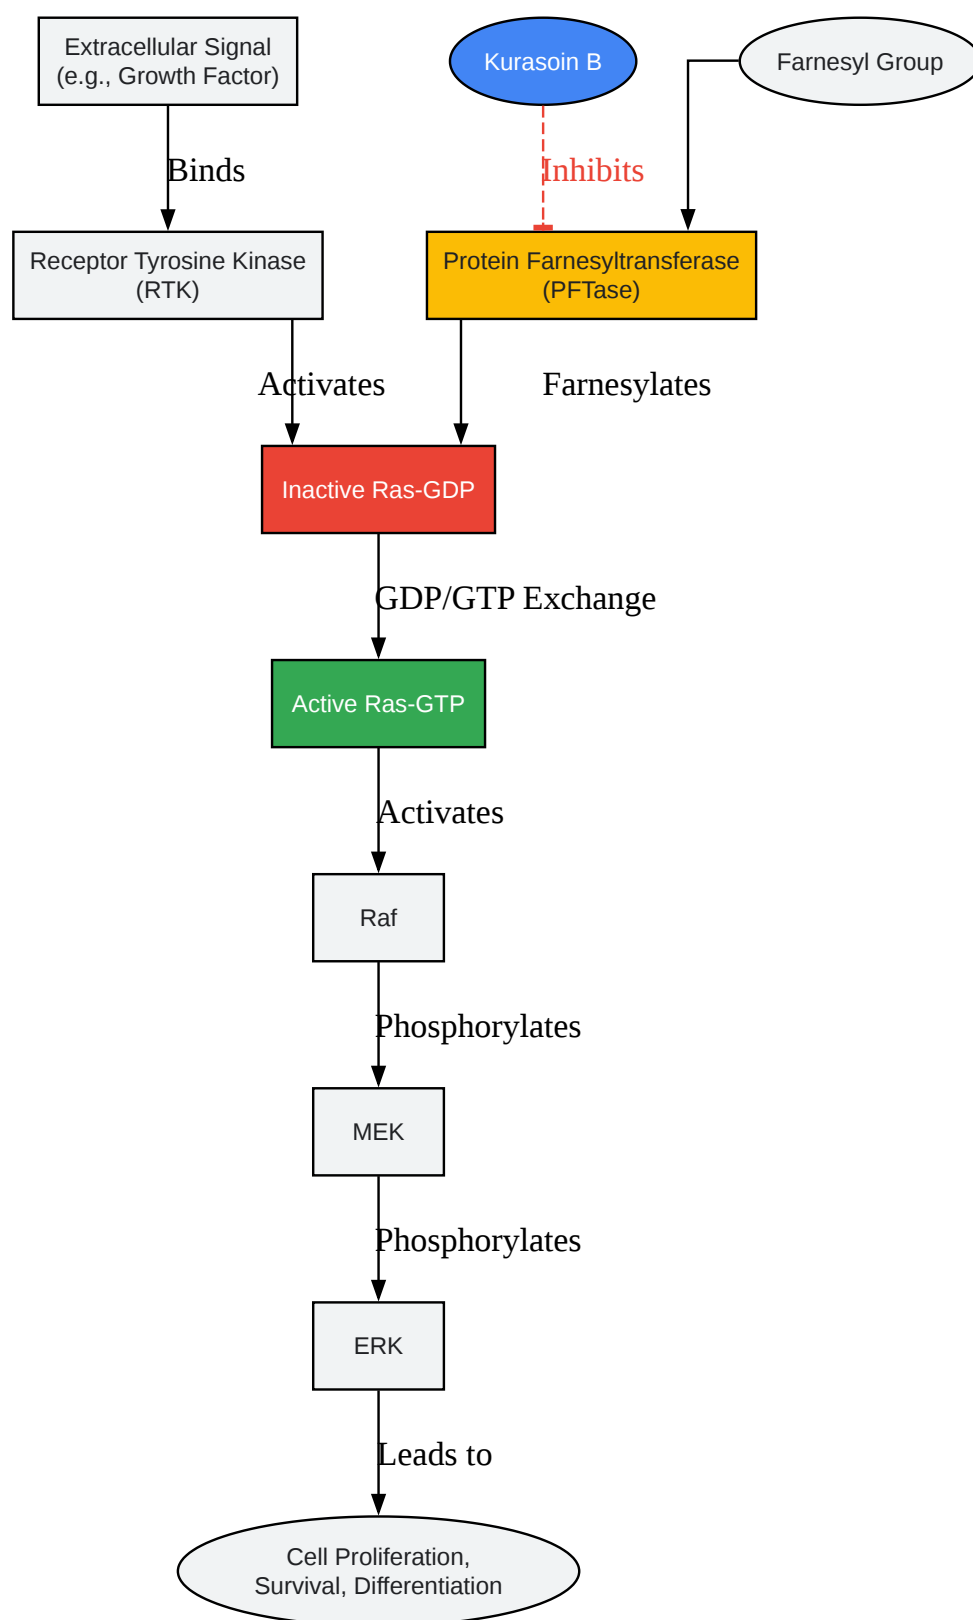 Extracellular Signal
(e.g., Growth Factor)
Kurasoin B
Farnesyl Group
Binds
Inhibits
Receptor Tyrosine Kinase
(RTK)
Protein Farnesyltransferase
(PFTase)
Activates
Farnesylates
Inactive Ras-GDP
GDP/GTP Exchange
Active Ras-GTP
Activates
Raf
Phosphorylates
MEK
Phosphorylates
ERK
Leads to
Cell Proliferation,
Survival, Differentiation